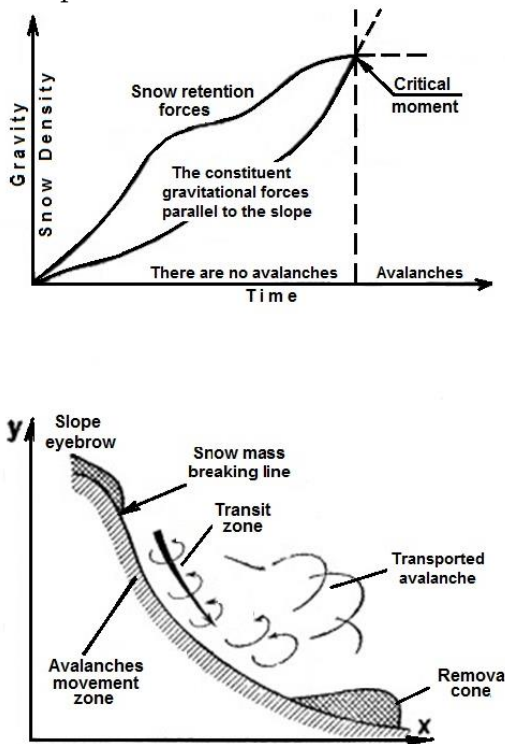 Gravity
Snow Density
Snow retention
forces
Critical
moment
The constituent
gravitational forces
parallel to the slope
There are no avalanches
Avalanches
Time
y
Slope
eyebrow
Snow mass
breaking line
Transit
zone
Transported
avalanche
Avalanches
movement
zone
Remova
cone
x